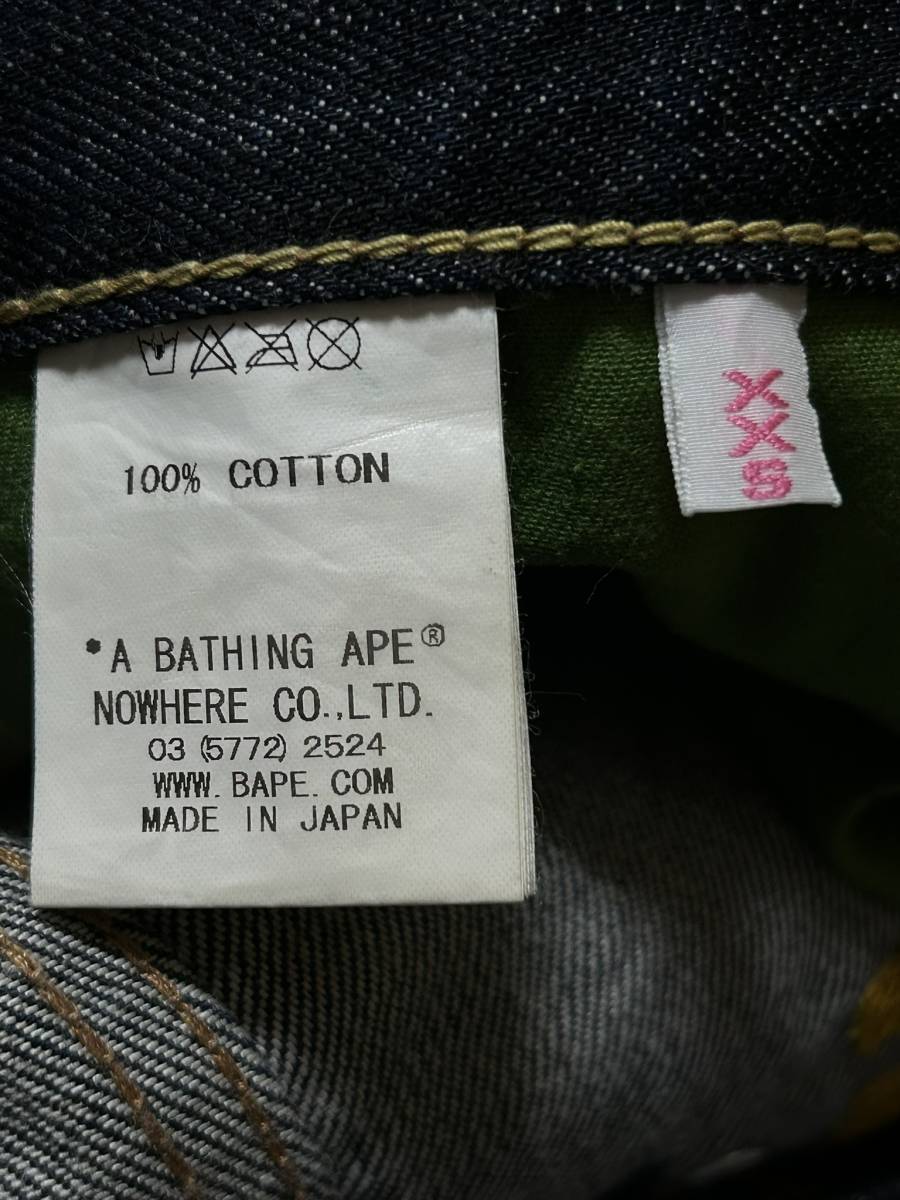 100% COTTON
*A BATHING APE®
NOWHERE CO.,LTD.
03 (5772) 2524
WWW. BAPE. COM
MADE IN JAPAN
XXS